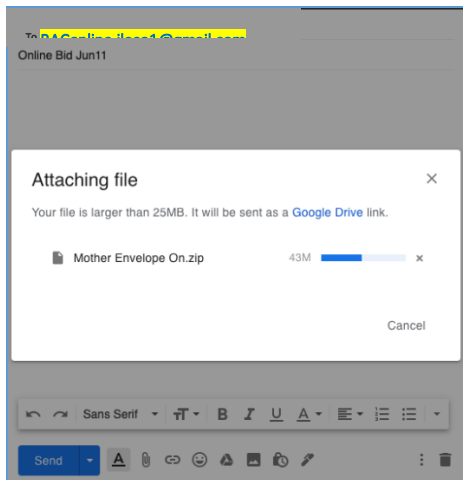 To
Online Bid Jun11
Attaching file
Your file is larger than 25MB. It will be sent as a Google Drive link.
Mother Envelope On.zip 43M
Cancel
Sans Serif
Send